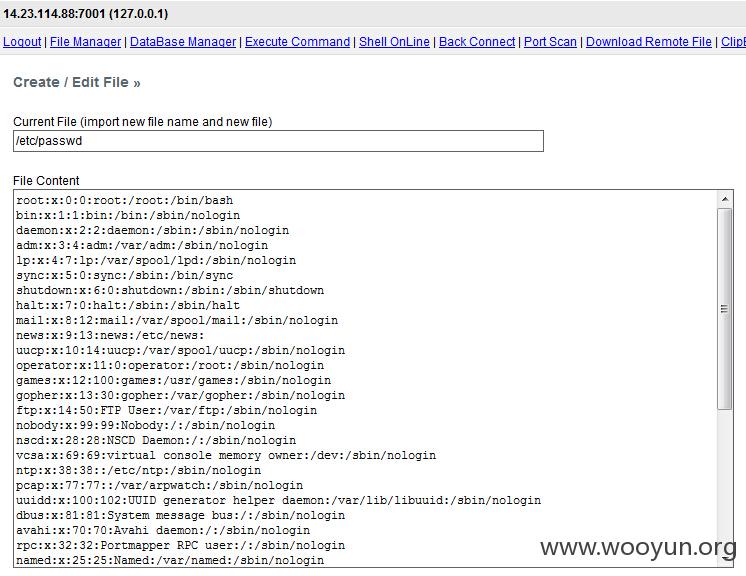 14.23.114.88:7001 (127.0.0.1)
Logout | File Manager | DataBase Manager | Execute Command | Shell OnLine | Back Connect | Port Scan | Download Remote File | ClipB
Create / Edit File »
Current File (import new file name and new file)
/etc/passwd
File Content
root:x:0:0:root:/root:/bin/bash
bin:x:1:1:bin:/bin:/sbin/nologin
daemon:x:2:2:daemon:/sbin:/sbin/nologin
adm:x:3:4:adm:/var/adm:/sbin/nologin
lp:x:4:7:lp:/var/spool/lpd:/sbin/nologin
sync:x:5:0:sync:/sbin:/bin/sync
shutdown:x:6:0:shutdown:/sbin:/sbin/shutdown
halt:x:7:0:halt:/sbin:/sbin/halt
mail:x:8:12:mail:/var/spool/mail:/sbin/nologin
news:x:9:13:news:/etc/news:
uucp:x:10:14:uucp:/var/spool/uucp:/sbin/nologin
operator:x:11:0:operator:/root:/sbin/nologin
games:x:12:100:games:/usr/games:/sbin/nologin
gopher:x:13:30:gopher:/var/gopher:/sbin/nologin
ftp:x:14:50:FTP User:/var/ftp:/sbin/nologin
nobody:x:99:99:Nobody:/:/sbin/nologin
nscd:x:28:28:NSCD Daemon:/:/sbin/nologin
vcsa:x:69:69:virtual console memory owner:/dev:/sbin/nologin
ntp:x:38:38::/etc/ntp:/sbin/nologin
pcap:x:77:77::/var/arpwatch:/sbin/nologin
uuidd:x:100:102:UUID generator helper daemon:/var/lib/libuuid:/sbin/nologin
dbus:x:81:81:System message bus:/:/sbin/nologin
avahi:x:70:70:Avahi daemon:/:/sbin/nologin
rpc:x:32:32:Portmapper RPC user:/:/sbin/nologin
named:x:25:25:Named:/var/named:/sbin/nologin
www.wooyun.org